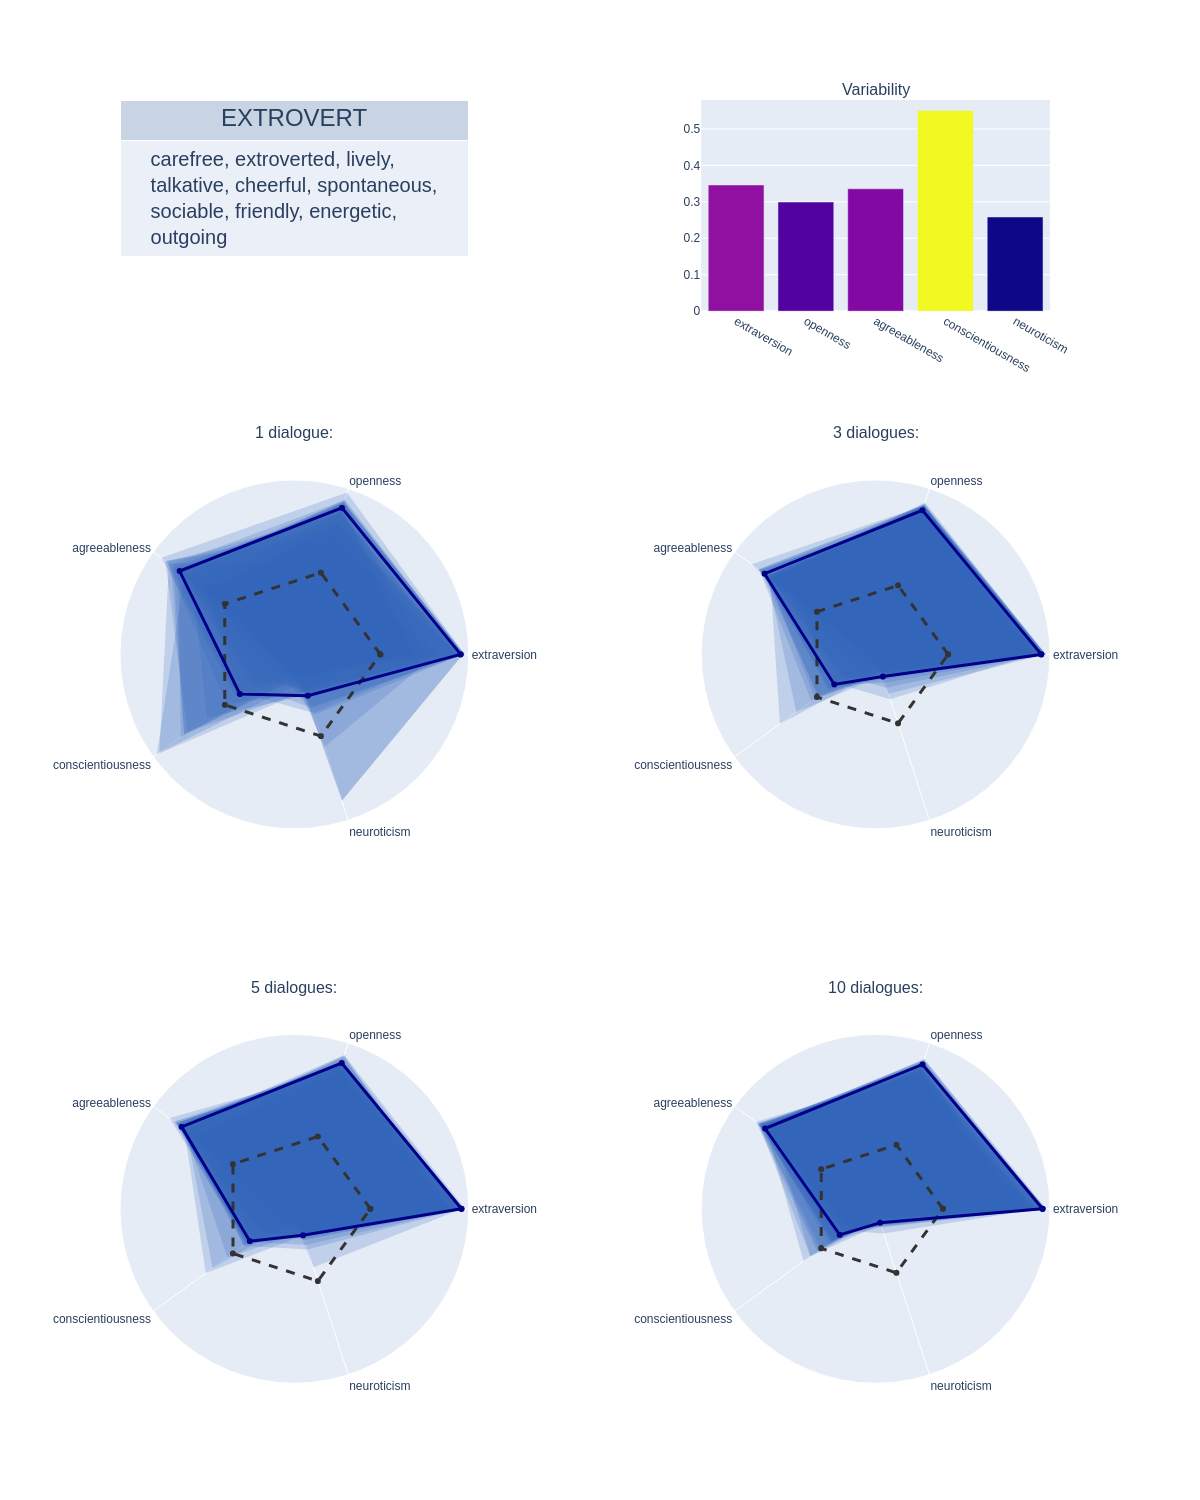 EXTROVERT
carefree, extroverted, lively,
talkative, cheerful, spontaneous,
sociable, friendly, energetic,
outgoing
Variability
0.5
0.4
0.3
0.2
0.1
0
extraversion
openness
agreeableness
conscientiousness
neuroticism
1 dialogue:
openness
agreeableness
extraversion
conscientiousness
neuroticism
3 dialogues:
openness
agreeableness
extraversion
conscientiousness
neuroticism
5 dialogues:
openness
agreeableness
extraversion
conscientiousness
neuroticism
10 dialogues:
openness
agreeableness
extraversion
conscientiousness
neuroticism